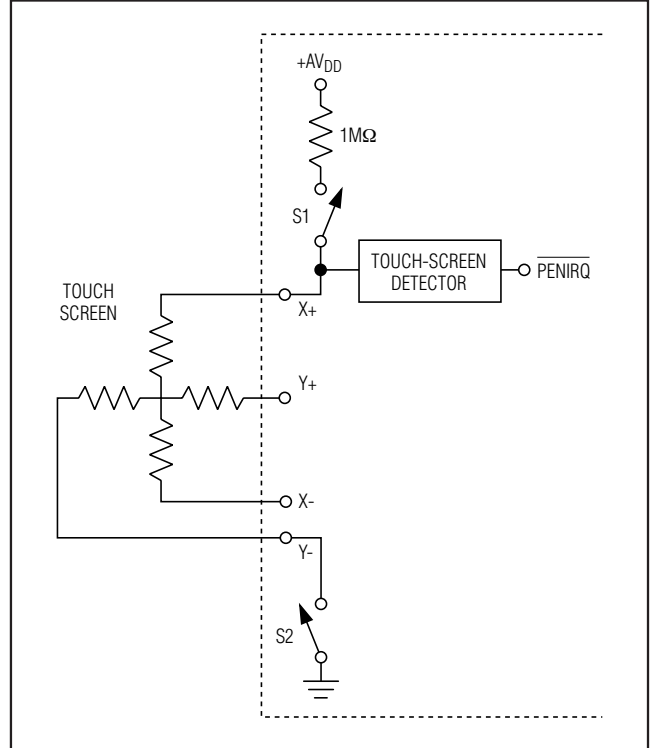 +AVDD
1MΩ
S1
TOUCH-SCREEN
DETECTOR
PENIRQ
TOUCH
SCREEN
X+
Y+
X-
Y-
S2